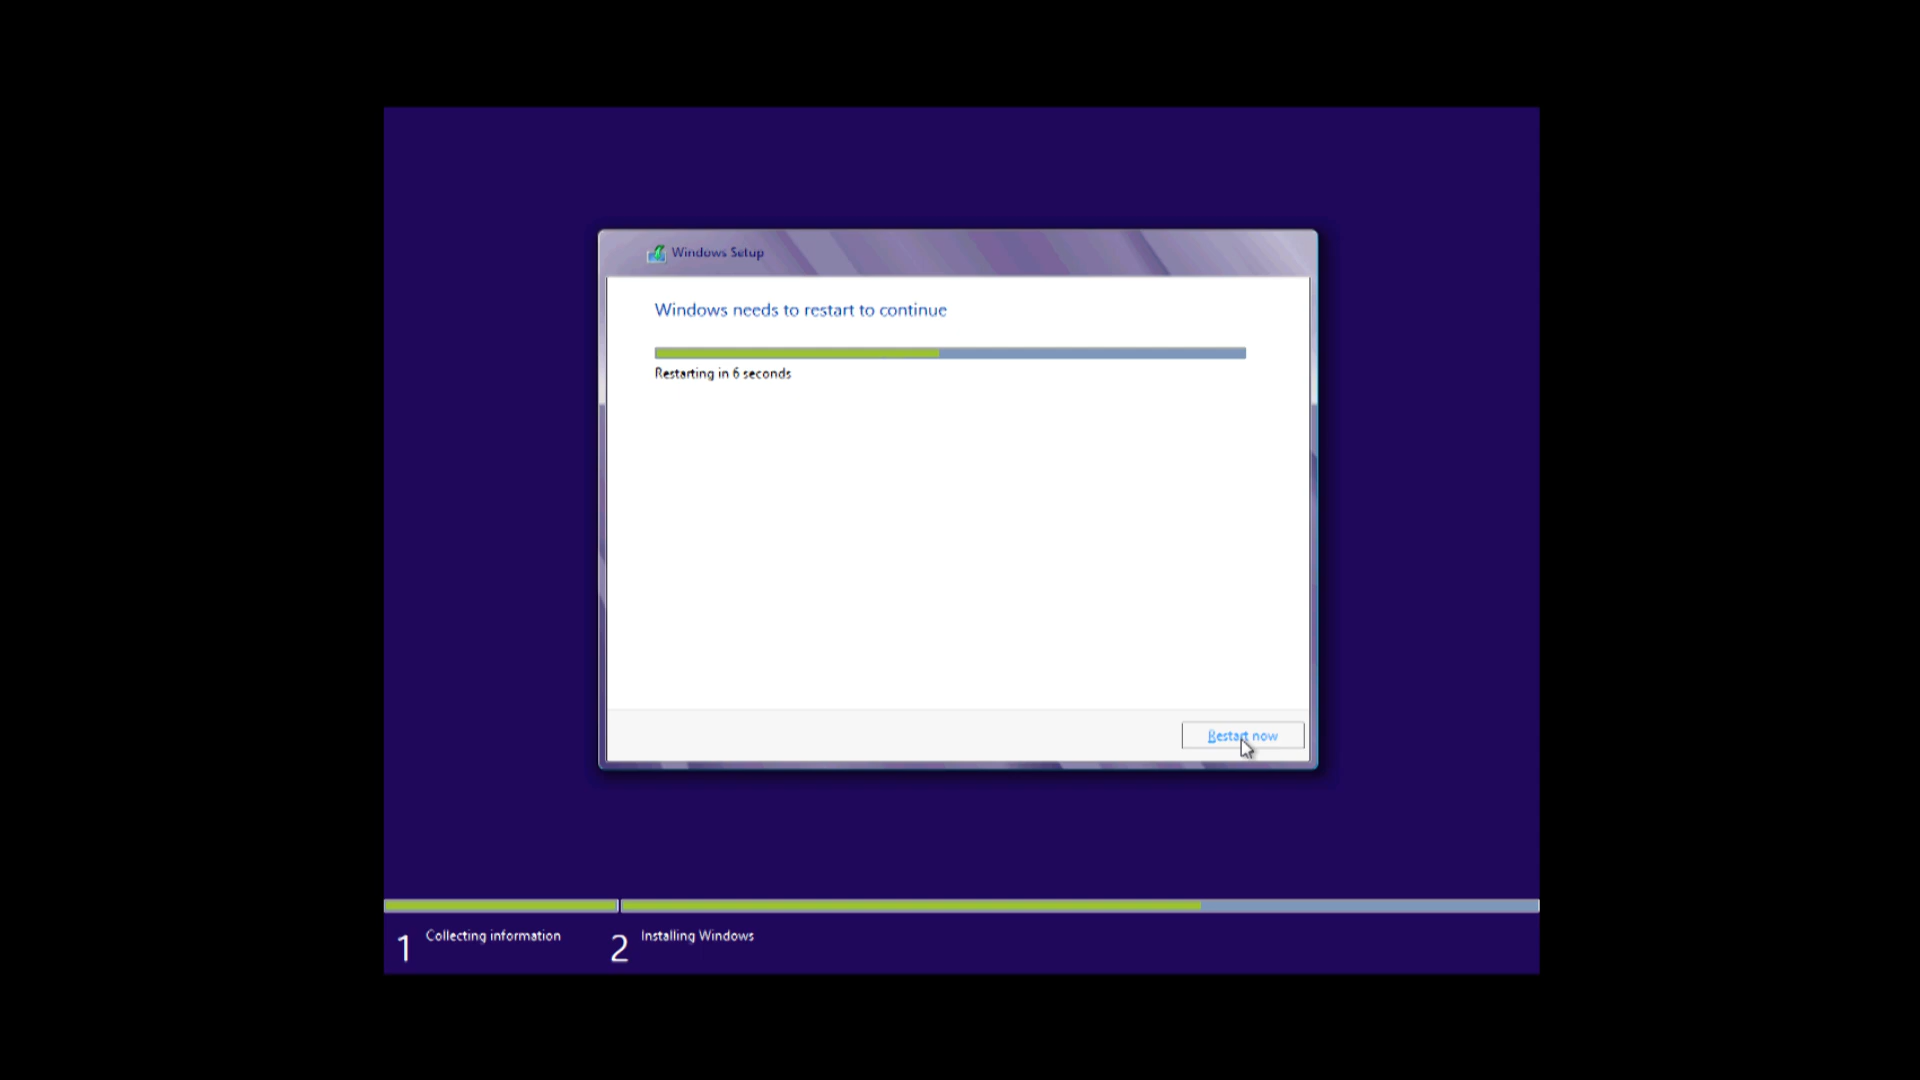 Windows Setup
Windows needs to restart to continue
Restarting in 6 seconds
Restart now
1 Collecting information
2 Installing Windows